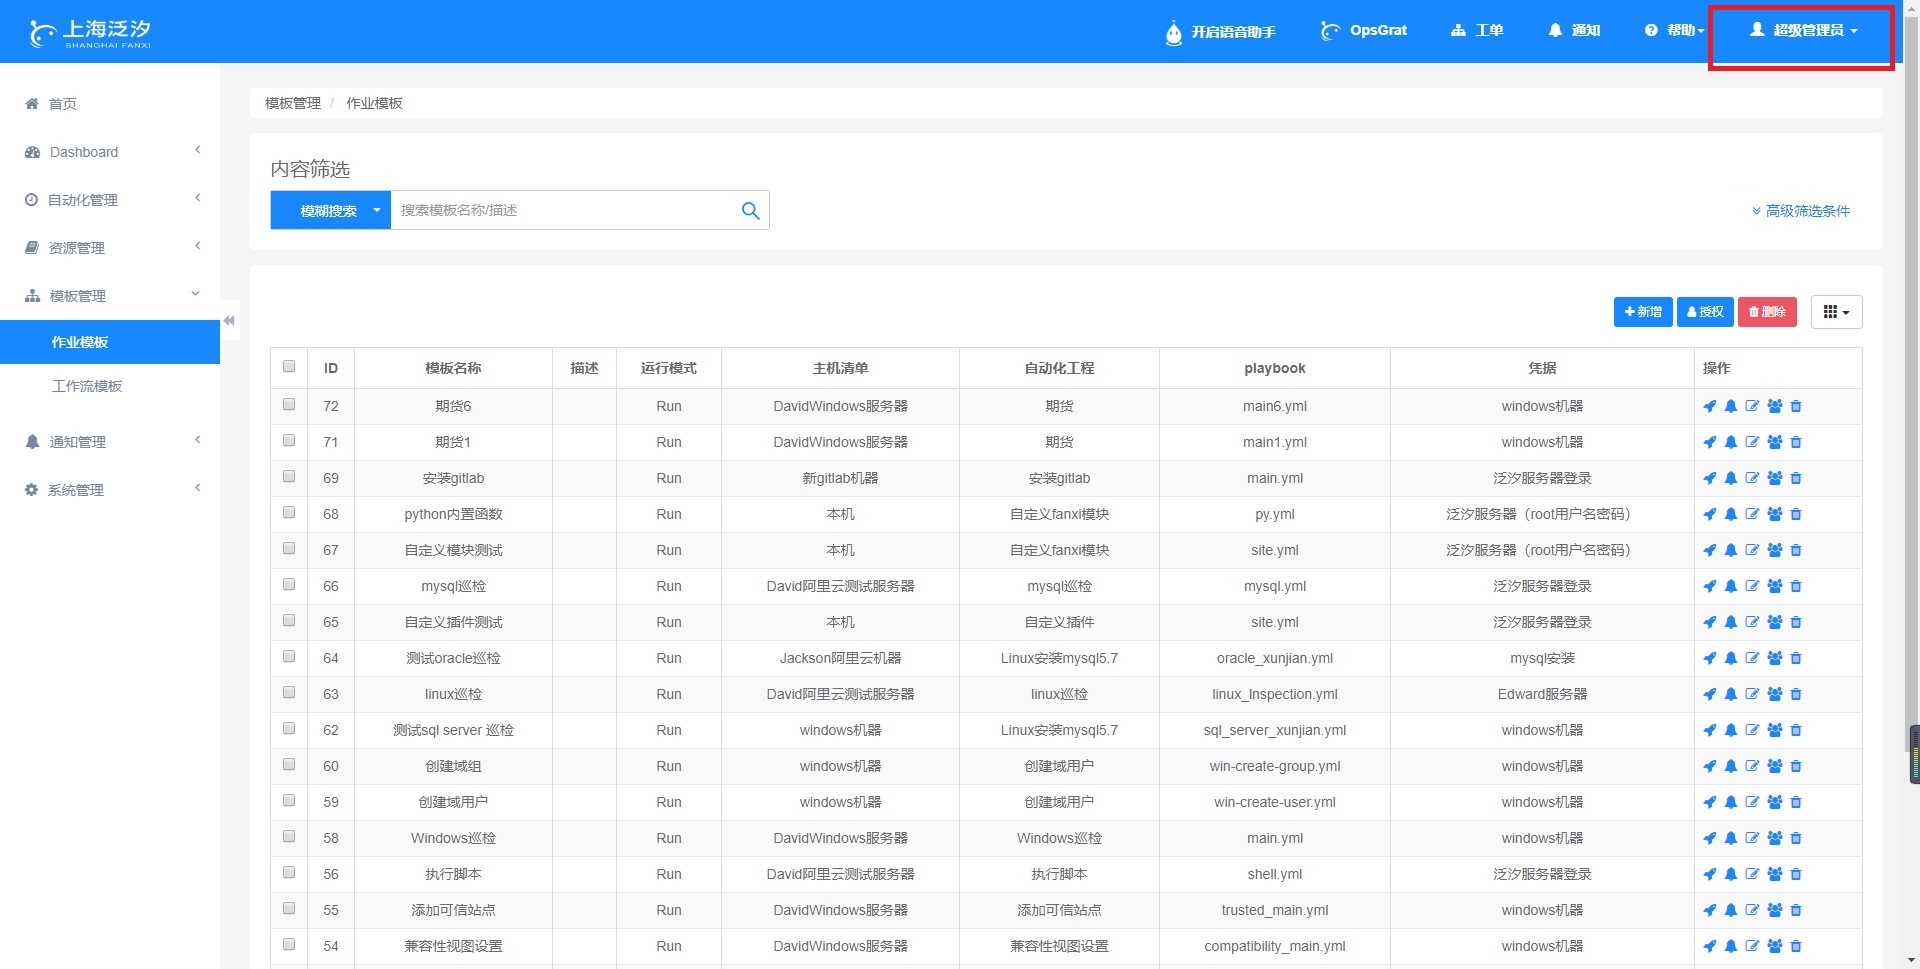 上海泛汐
SHANGHAI FANXI
开启语音助手 OpsGrat 工单 通知 帮助 超级管理员
首页
Dashboard
自动化管理
资源管理
模板管理
作业模板
工作流模板
通知管理
系统管理
模板管理 / 作业模板
内容筛选
模糊搜索 搜索模板名称/描述 高级筛选条件
新增 授权 删除
ID 模板名称 描述 运行模式 主机清单 自动化工程 playbook 凭据 操作
72 期货6 Run DavidWindows服务器 期货 main6.yml windows机器
71 期货1 Run DavidWindows服务器 期货 main1.yml windows机器
69 安装gitlab Run 新gitlab机器 安装gitlab main.yml 泛汐服务器登录
68 python内置函数 Run 本机 自定义fanxi模块 py.yml 泛汐服务器（root用户名密码）
67 自定义模块测试 Run 本机 自定义fanxi模块 site.yml 泛汐服务器（root用户名密码）
66 mysql巡检 Run David阿里云测试服务器 mysql巡检 mysql.yml 泛汐服务器登录
65 自定义插件测试 Run 本机 自定义插件 site.yml 泛汐服务器登录
64 测试oracle巡检 Run Jackson阿里云机器 Linux安装mysql5.7 oracle_xunjian.yml mysql安装
63 linux巡检 Run David阿里云测试服务器 linux巡检 linux_Inspection.yml Edward服务器
62 测试sql server 巡检 Run windows机器 Linux安装mysql5.7 sql_server_xunjian.yml windows机器
60 创建域组 Run windows机器 创建域用户 win-create-group.yml windows机器
59 创建域用户 Run windows机器 创建域用户 win-create-user.yml windows机器
58 Windows巡检 Run DavidWindows服务器 Windows巡检 main.yml windows机器
56 执行脚本 Run David阿里云测试服务器 执行脚本 shell.yml 泛汐服务器登录
55 添加可信站点 Run DavidWindows服务器 添加可信站点 trusted_main.yml windows机器
54 兼容性视图设置 Run DavidWindows服务器 兼容性视图设置 compatibility_main.yml windows机器